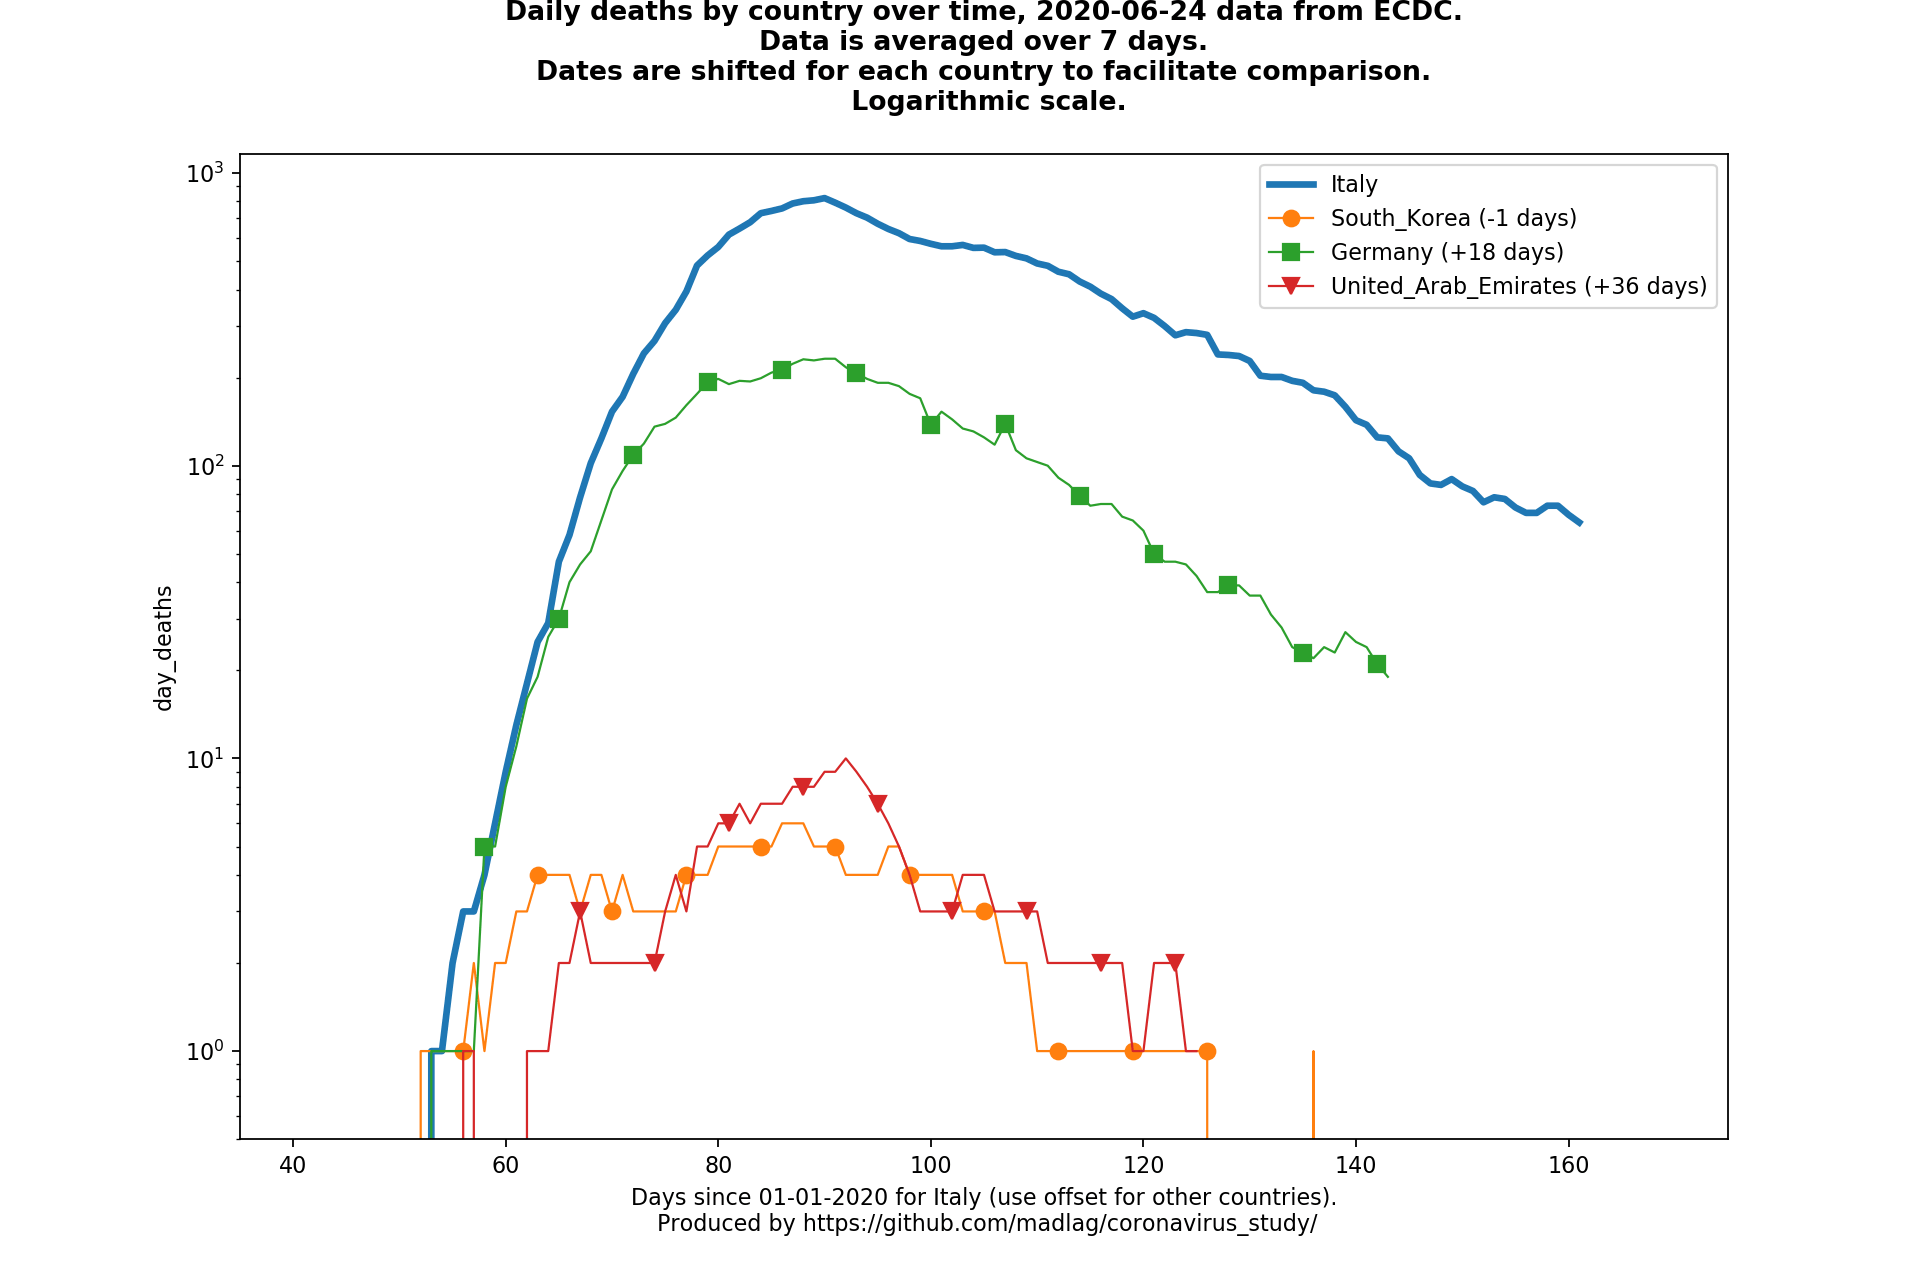 Daily deaths by country over time, 2020-06-24 data from ECDC.
Data is averaged over 7 days.
Dates are shifted for each country to facilitate comparison.
Logarithmic scale.
10³
10²
10¹
10⁰
day_deaths
Italy
South_Korea (-1 days)
Germany (+18 days)
United_Arab_Emirates (+36 days)
40 60 80 100 120 140 160
Days since 01-01-2020 for Italy (use offset for other countries).
Produced by https://github.com/madlag/coronavirus_study/